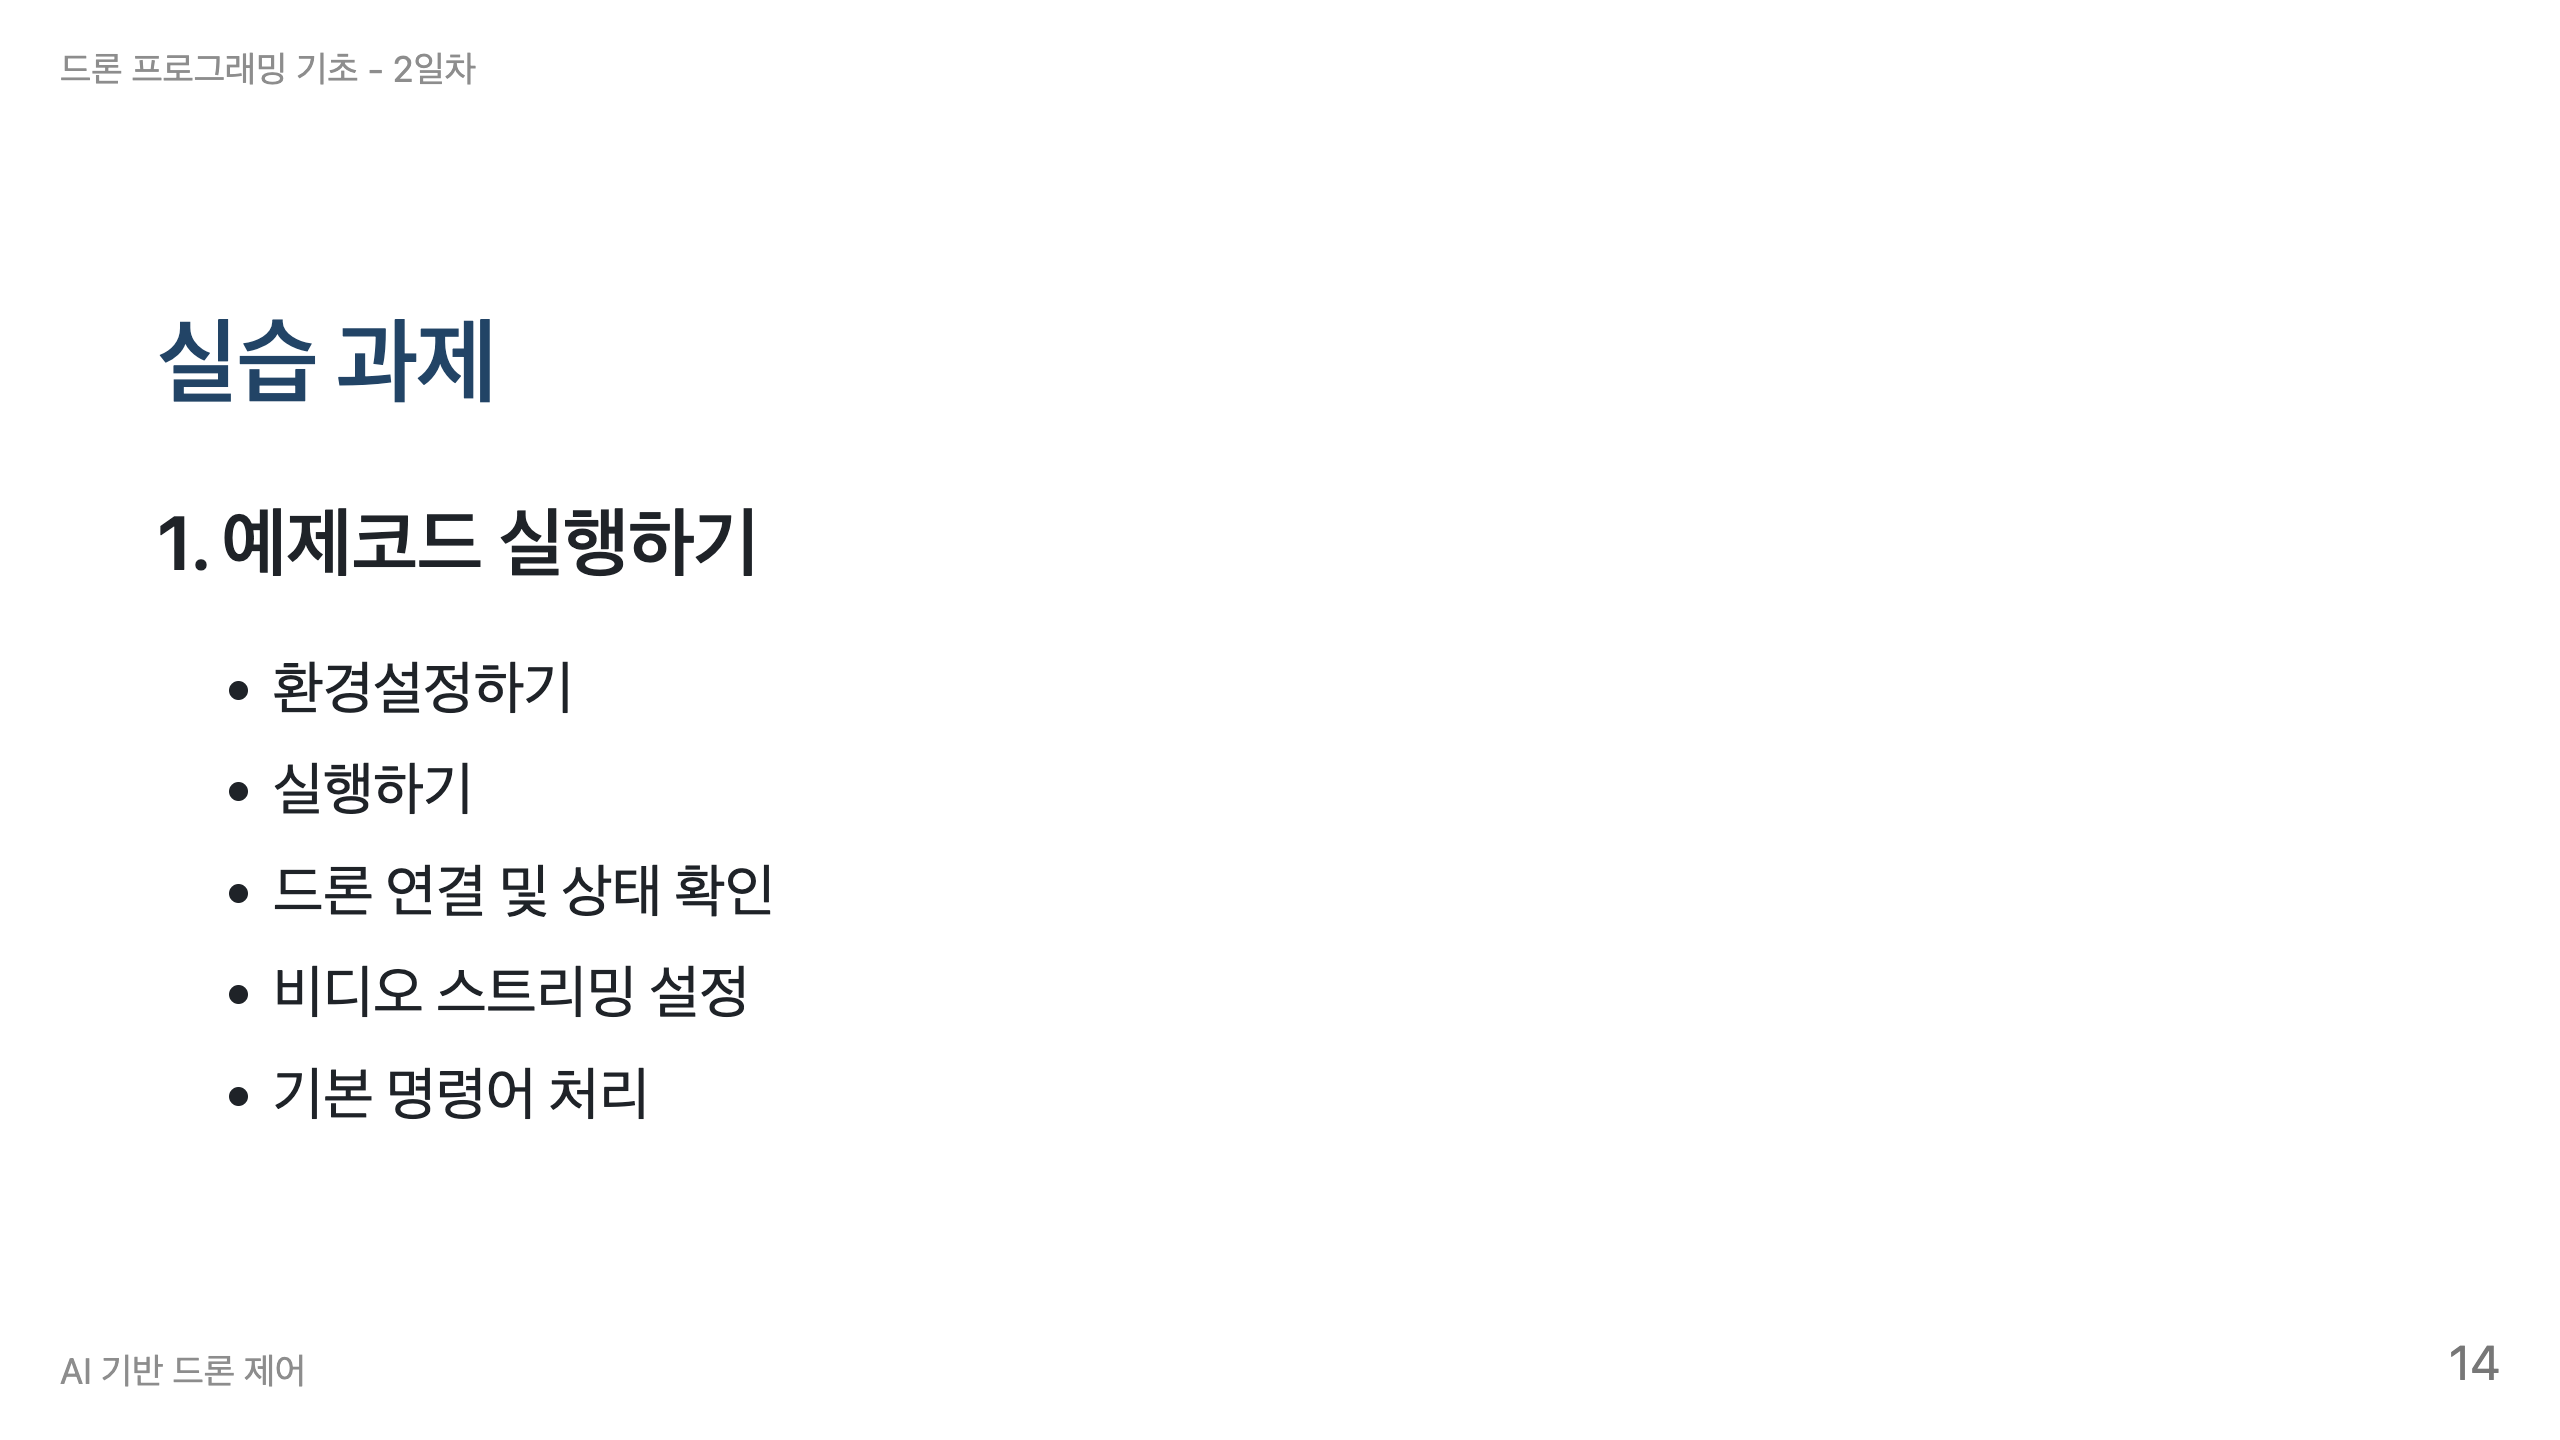 드론 프로그래밍 기초 - 2일차
실습 과제
1. 예제코드 실행하기
• 환경설정하기
• 실행하기
• 드론 연결 및 상태 확인
• 비디오 스트리밍 설정
• 기본 명령어 처리
AI 기반 드론 제어
14